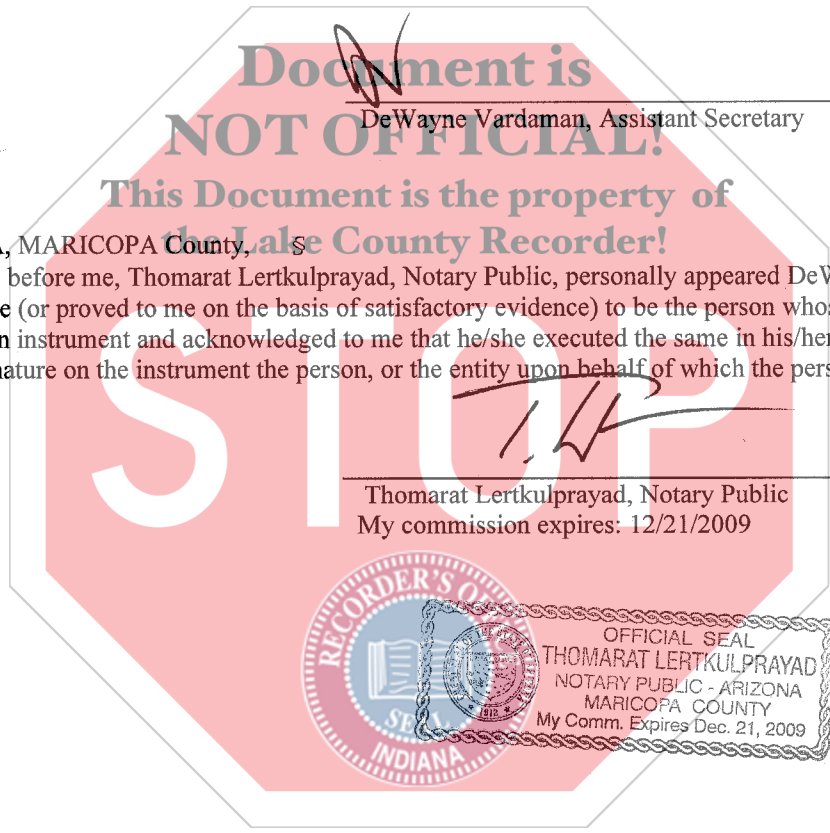 Document is
NOT OFFICIAL!
This Document is the property of
the Lake County Recorder!
DeWayne Vardaman, Assistant Secretary
A, MARICOPA County, §
before me, Thomarat Lertkulprayad, Notary Public, personally appeared DeW
e (or proved to me on the basis of satisfactory evidence) to be the person who
n instrument and acknowledged to me that he/she executed the same in his/her
nature on the instrument the person, or the entity upon behalf of which the pers
STOP
Thomarat Lertkulprayad, Notary Public
My commission expires: 12/21/2009
RECORDER'S
SEAL
INDIANA
OFFICIAL SEAL
THOMARAT LERTKULPRAYAD
NOTARY PUBLIC - ARIZONA
MARICOPA COUNTY
My Comm. Expires Dec. 21, 2009
1912